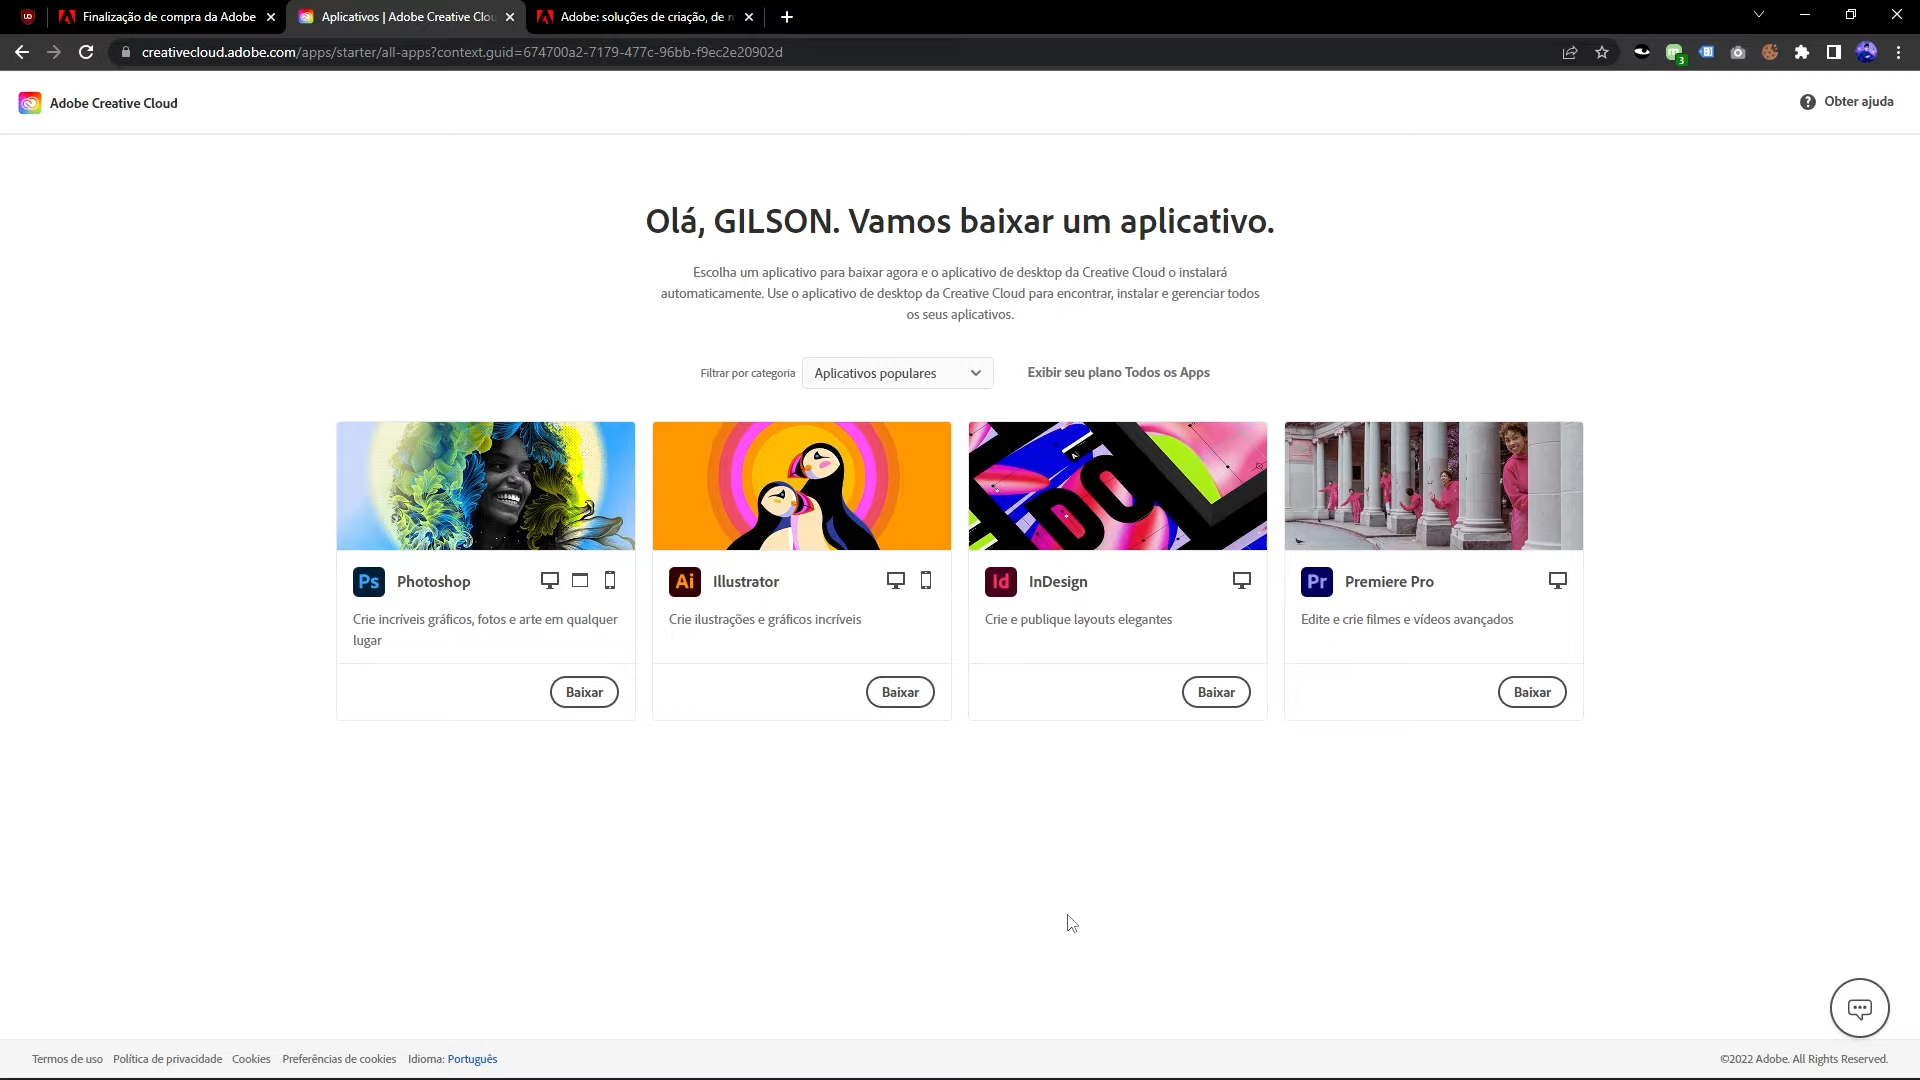 Finalização de compra da Adobe
Aplicativos | Adobe Creative Clou
Adobe: soluções de criação, de m
creativecloud.adobe.com/apps/starter/all-apps?context.guid=674700a2-7179-477c-96bb-f9ec2e20902d
3
Adobe Creative Cloud
Obter ajuda
Olá, GILSON. Vamos baixar um aplicativo.
Escolha um aplicativo para baixar agora e o aplicativo de desktop da Creative Cloud o instalará
automaticamente. Use o aplicativo de desktop da Creative Cloud para encontrar, instalar e gerenciar todos
os seus aplicativos.
Filtrar por categoria
Aplicativos populares
Exibir seu plano Todos os Apps
Ps Photoshop
Crie incríveis gráficos, fotos e arte em qualquer
lugar
Baixar
Ai Illustrator
Crie ilustrações e gráficos incríveis
Baixar
Id InDesign
Crie e publique layouts elegantes
Baixar
Pr Premiere Pro
Edite e crie filmes e vídeos avançados
Baixar
Termos de uso Política de privacidade Cookies Preferências de cookies Idioma: Português
©2022 Adobe. All Rights Reserved.